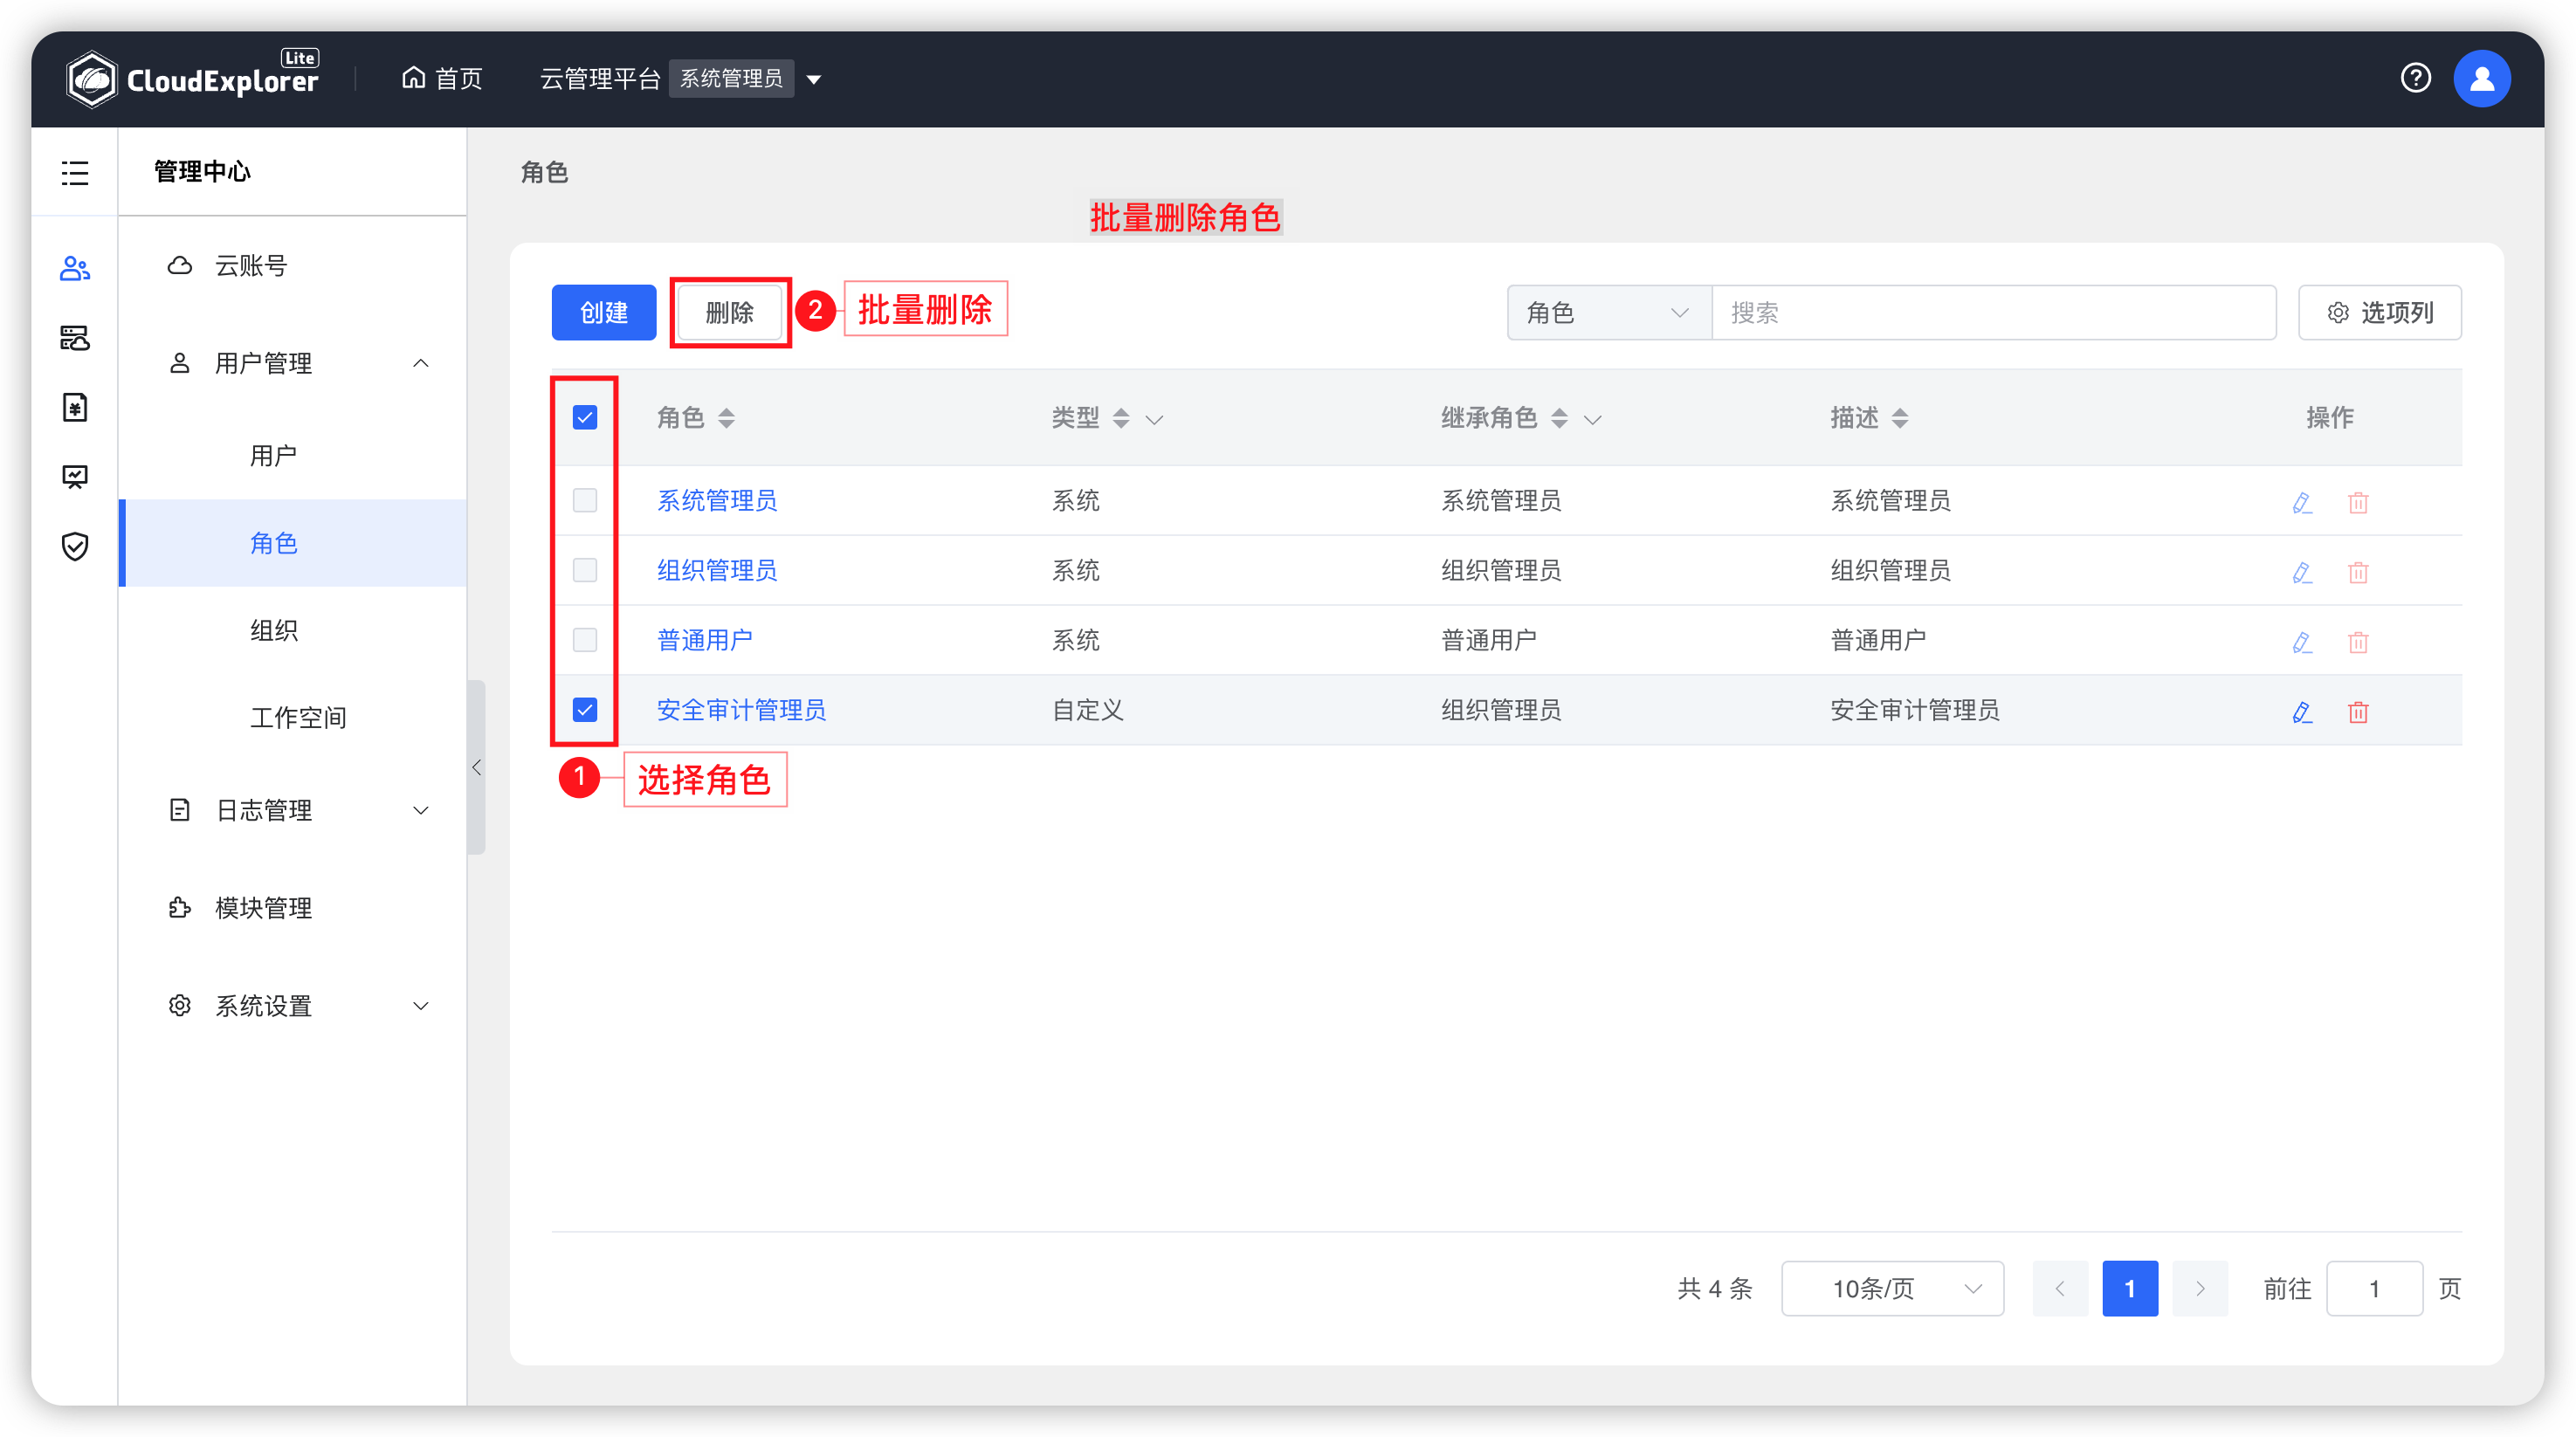 CloudExplorer Lite
首页
云管理平台 系统管理员
管理中心
云账号
用户管理
用户
角色
组织
工作空间
日志管理
模块管理
系统设置
角色
批量删除角色
创建 删除 2 批量删除 角色 搜索 选项列
角色 类型 继承角色 描述 操作
系统管理员 系统 系统管理员 系统管理员
组织管理员 系统 组织管理员 组织管理员
普通用户 系统 普通用户 普通用户
安全审计管理员 自定义 组织管理员 安全审计管理员
1 选择角色
共 4 条 10条/页 1 前往 1 页